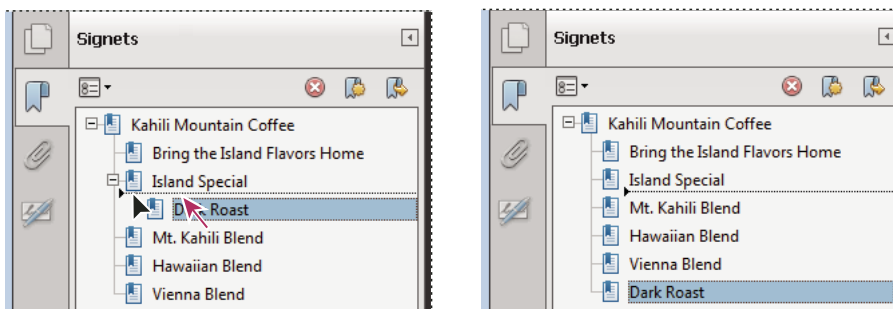 Signets
Kahili Mountain Coffee
Bring the Island Flavors Home
Island Special
Dark Roast
Mt. Kahili Blend
Hawaiian Blend
Vienna Blend
Signets
Kahili Mountain Coffee
Bring the Island Flavors Home
Island Special
Mt. Kahili Blend
Hawaiian Blend
Vienna Blend
Dark Roast